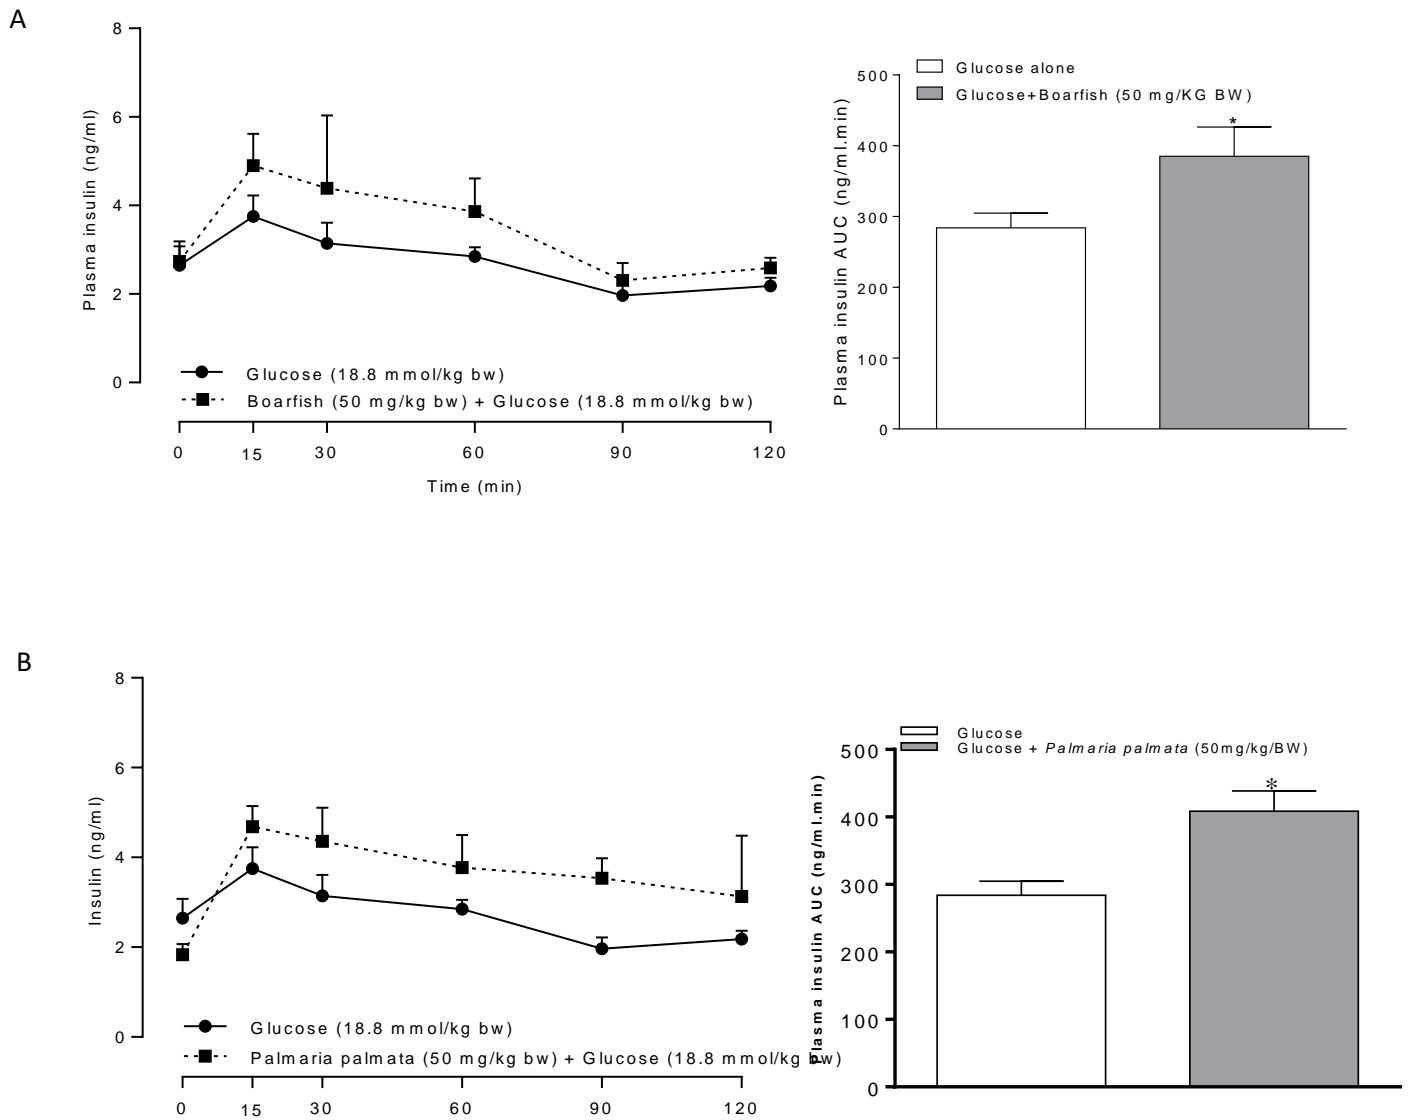 A
8
6
4
2
0
Plasma insulin (ng/ml)
Glucose (18.8 mmol/kg bw)
Boarfish (50 mg/kg bw) + Glucose (18.8 mmol/kg bw)
0 15 30 60 90 120
Time (min)
Glucose alone
Glucose+Boarfish (50 mg/KG BW)
*
500
400
300
200
100
0
Plasma insulin AUC (ng/ml.min)
B
8
6
4
2
0
Insulin (ng/ml)
Glucose (18.8 mmol/kg bw)
Palmaria palmata (50 mg/kg bw) + Glucose (18.8 mmol/kg bw)
0 15 30 60 90 120
Glucose
Glucose + Palmaria palmata (50mg/kg/BW)
*
500
400
300
200
100
0
Plasma insulin AUC (ng/ml.min)